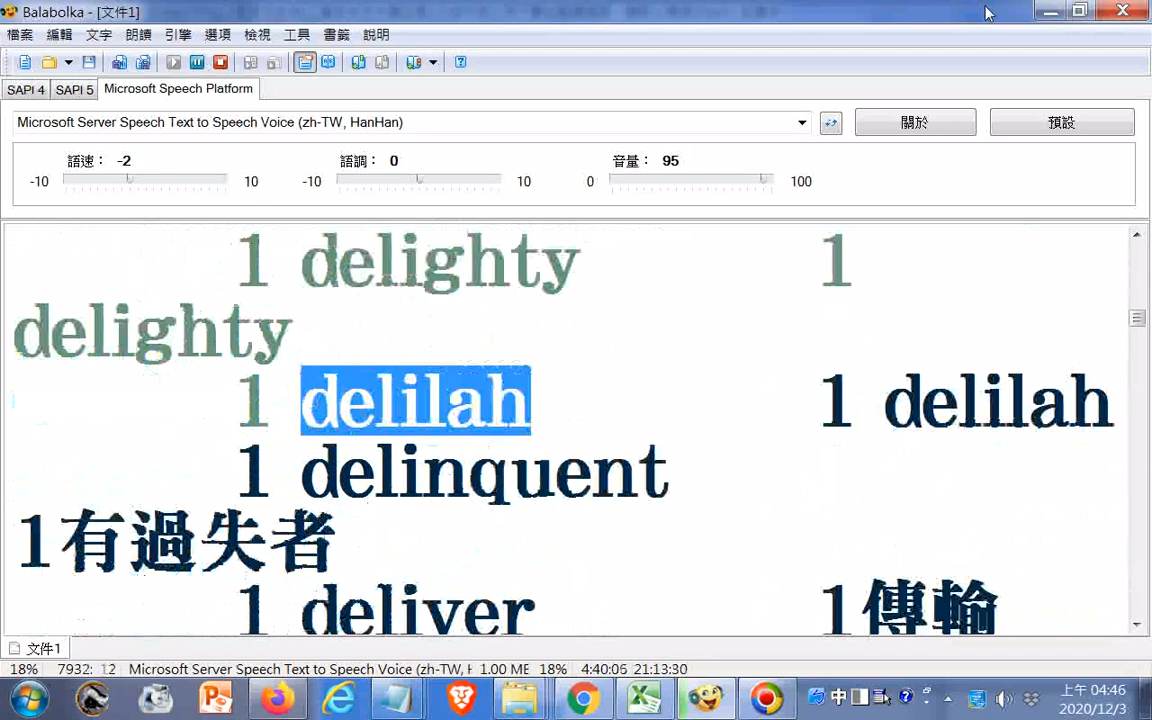 Balabolka - [文件1]
檔案 編輯 文字 朗讀 引擎 選項 檢視 工具 書籤 說明
SAPI 4 SAPI 5 Microsoft Speech Platform
Microsoft Server Speech Text to Speech Voice (zh-TW, HanHan) 關於 預設
語速： -2 語調： 0 音量： 95
-10 10 -10 10 0 100
1 delighty 1
delighty
1 delilah 1 delilah
1 delinquent
1有過失者
1 deliver 1傳輸
文件1
18% 7932: 12 Microsoft Server Speech Text to Speech Voice (zh-TW, H 1.00 ME 18% 4:40:06 21:13:30
中 上午 04:46
2020/12/3